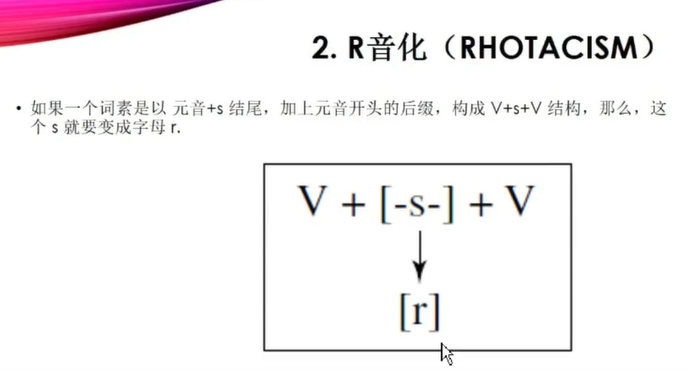 2. R音化（RHOTACISM）
• 如果一个词素是以 元音+s 结尾，加上元音开头的后缀，构成 V+s+V 结构，那么，这
个 s 就要变成字母 r.
V + [-s-] + V
[r]